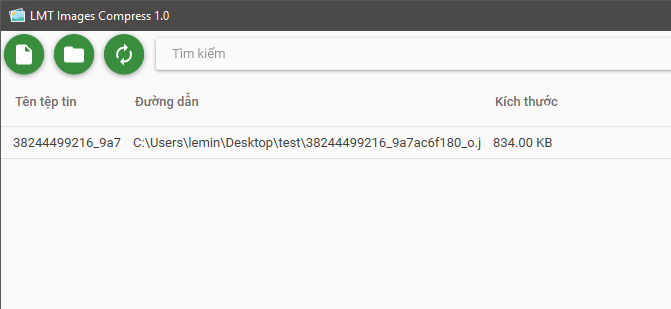 LMT Images Compress 1.0
Tìm kiếm
Tên tệp tin Đường dẫn Kích thước
38244499216_9a7 C:\Users\lemin\Desktop\test\38244499216_9a7ac6f180_o.j 834.00 KB